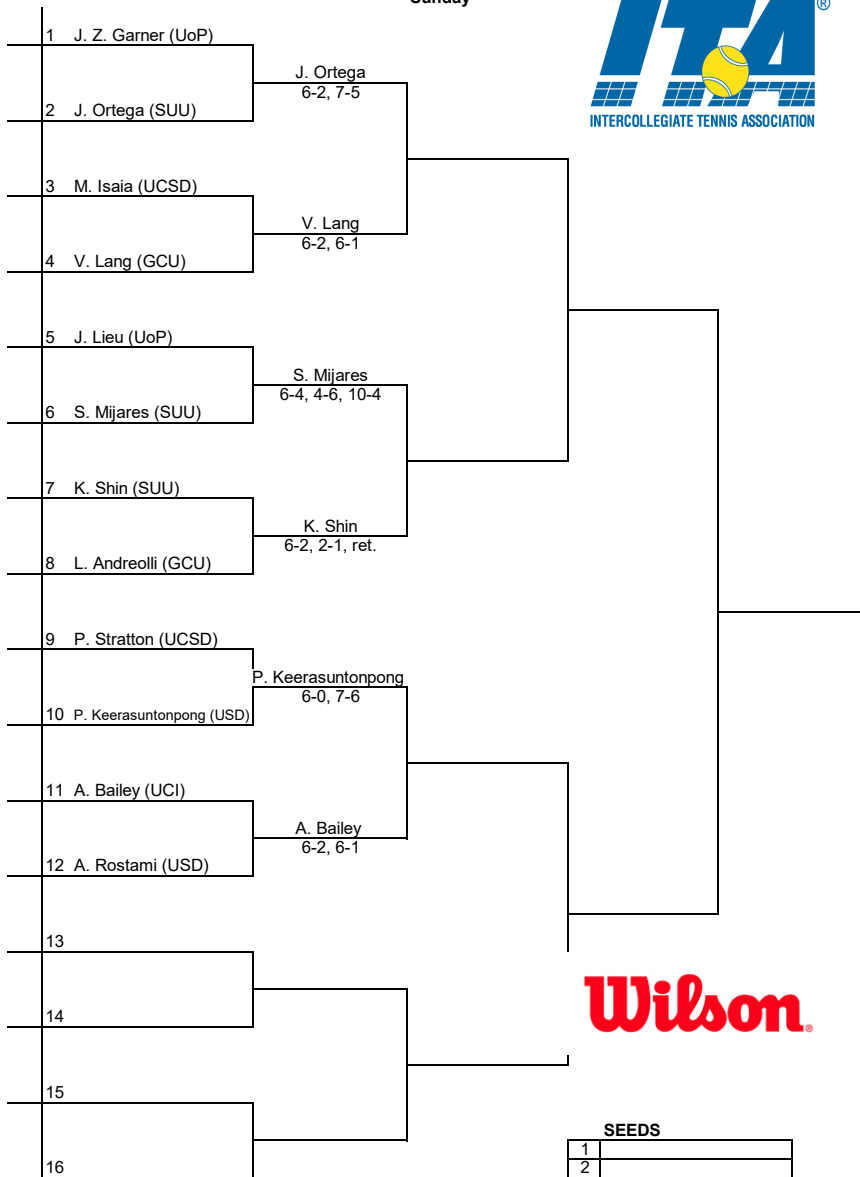 Sunday
ITA®
INTERCOLLEGIATE TENNIS ASSOCIATION
1 J. Z. Garner (UoP)
J. Ortega
6-2, 7-5
2 J. Ortega (SUU)
3 M. Isaia (UCSD)
V. Lang
6-2, 6-1
4 V. Lang (GCU)
5 J. Lieu (UoP)
S. Mijares
6-4, 4-6, 10-4
6 S. Mijares (SUU)
7 K. Shin (SUU)
K. Shin
6-2, 2-1, ret.
8 L. Andreolli (GCU)
9 P. Stratton (UCSD)
P. Keerasuntonpong
6-0, 7-6
10 P. Keerasuntonpong (USD)
11 A. Bailey (UCI)
A. Bailey
6-2, 6-1
12 A. Rostami (USD)
13
14
Wilson®
15
16
SEEDS
1
2